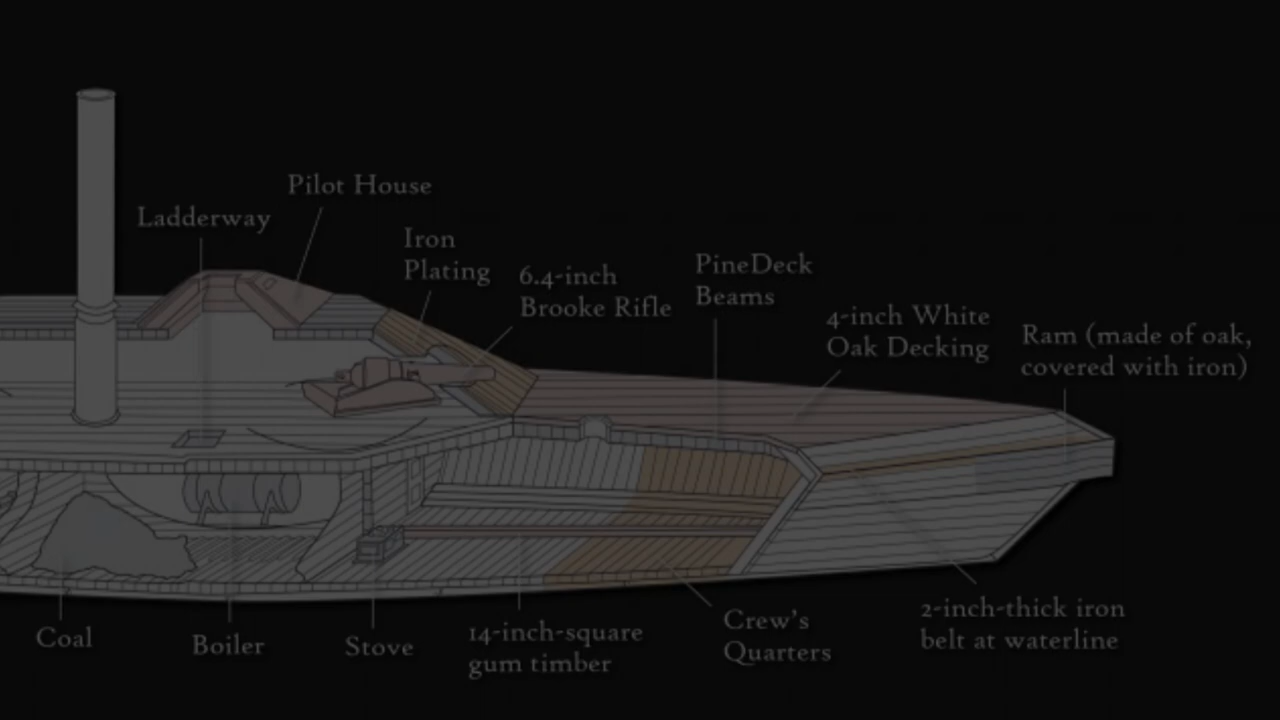 Pilot House
Ladderway
Iron
Plating
6.4-inch
Brooke Rifle
PineDeck
Beams
4-inch White
Oak Decking
Ram (made of oak,
covered with iron)
Coal
Boiler
Stove
14-inch-square
gum timber
Crew's
Quarters
2-inch-thick iron
belt at waterline